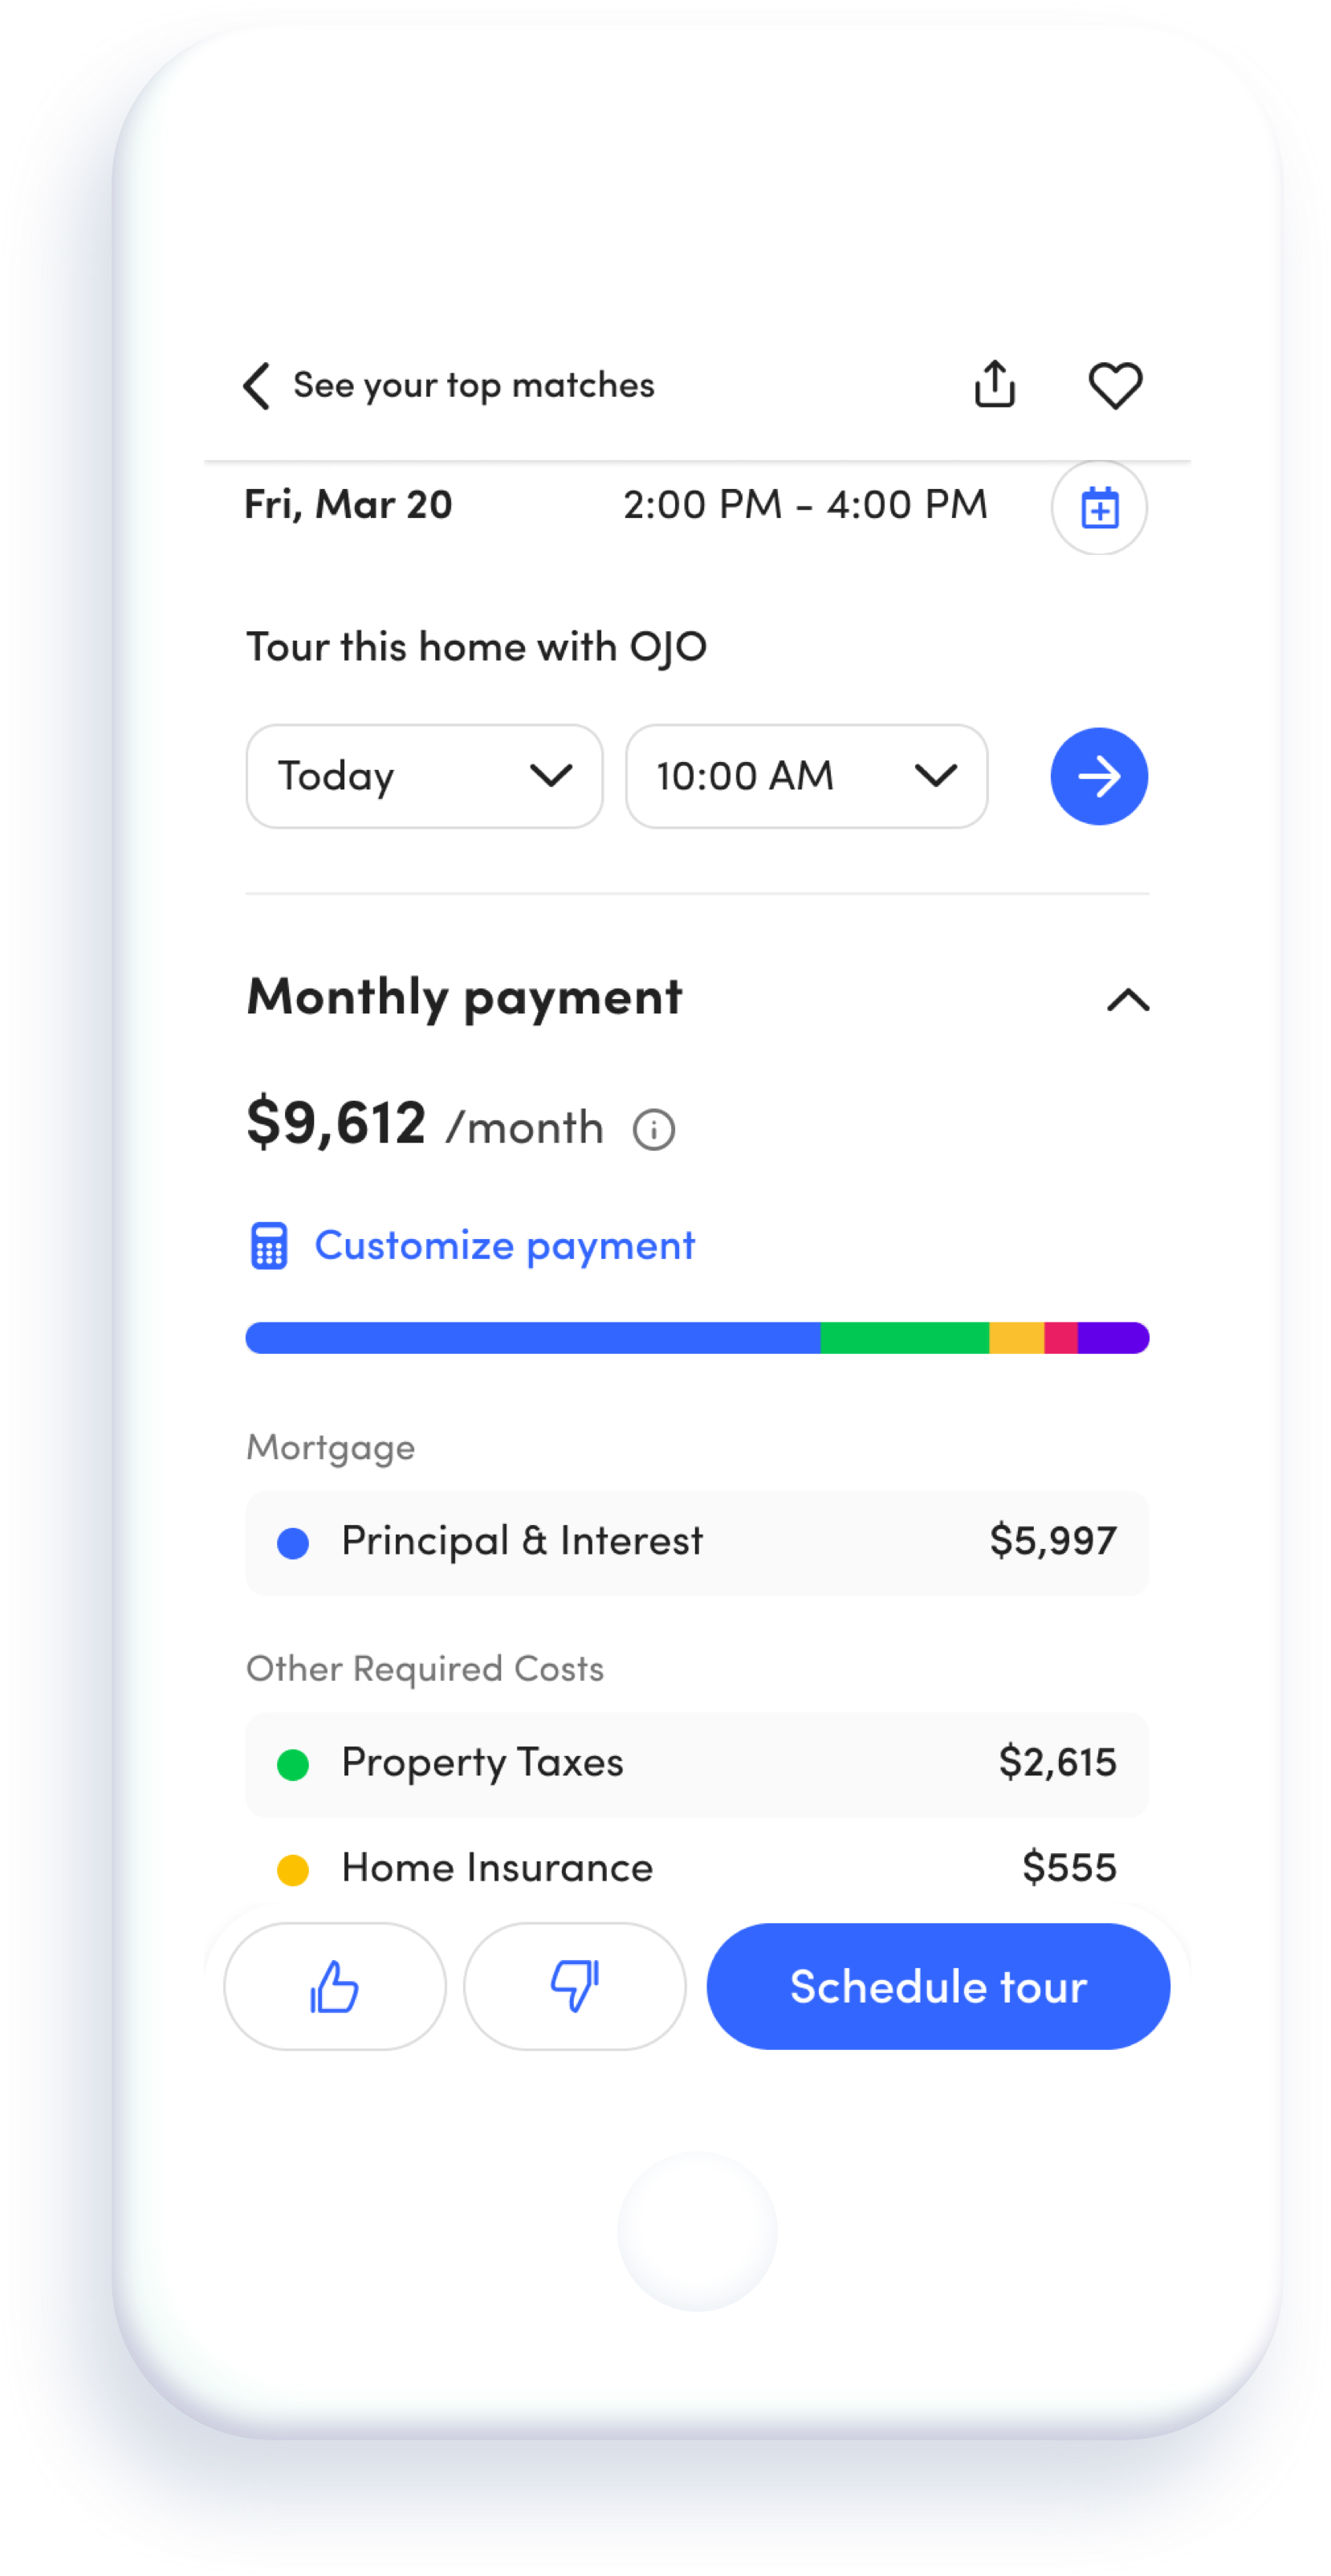 See your top matches
Fri, Mar 20 2:00 PM - 4:00 PM
Tour this home with OJO
Today 10:00 AM
Monthly payment
$9,612 /month
Customize payment
Mortgage
Principal & Interest $5,997
Other Required Costs
Property Taxes $2,615
Home Insurance $555
Schedule tour